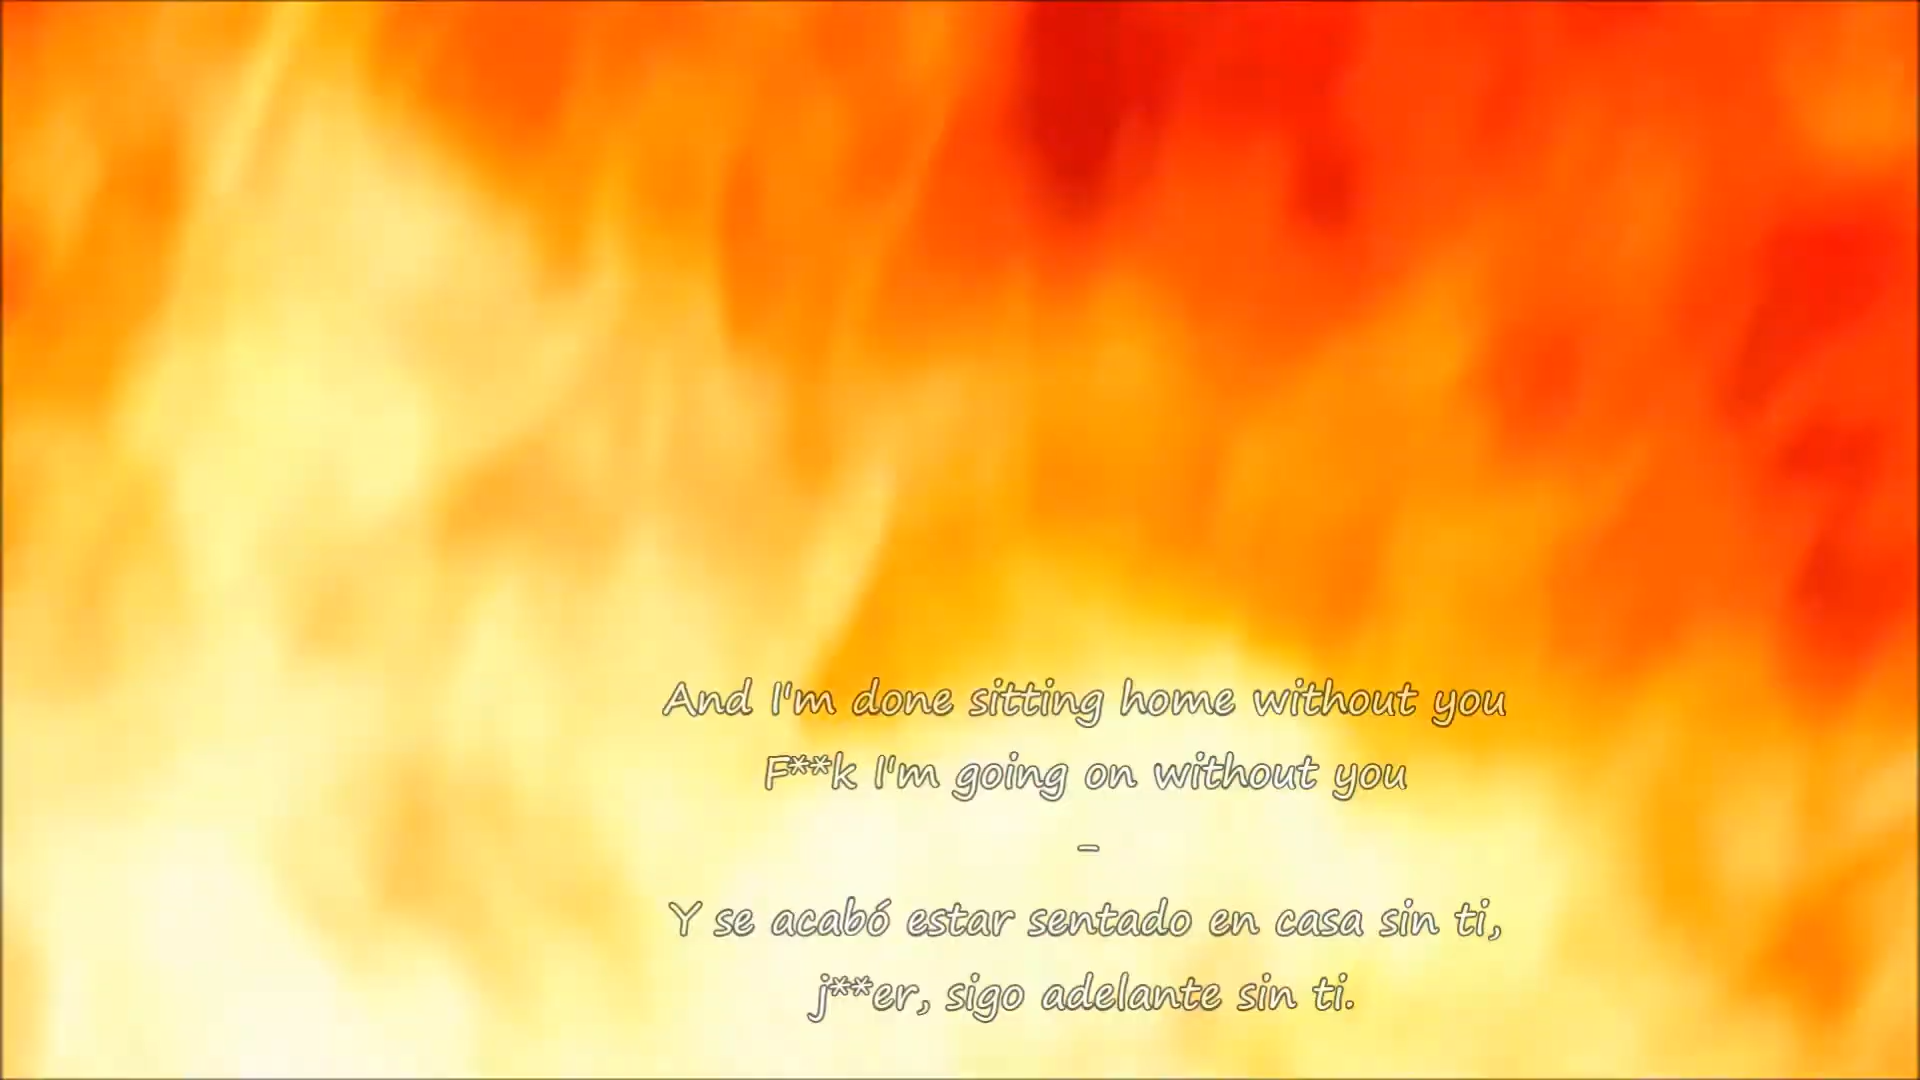 And I'm done sitting home without you
F**k I'm going on without you
-
Y se acabó estar sentado en casa sin ti,
j**er, sigo adelante sin ti.